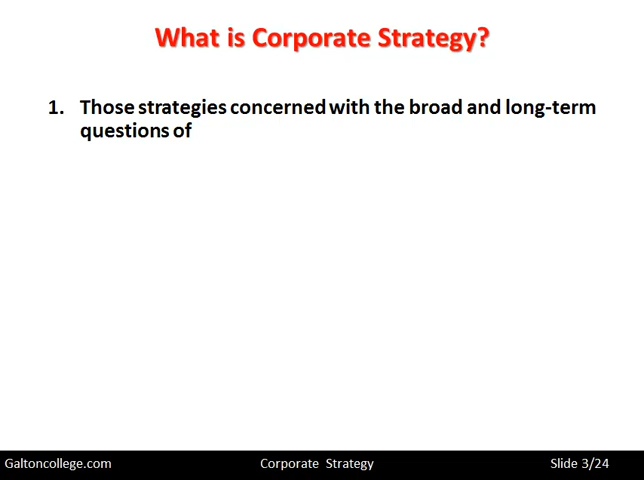 What is Corporate Strategy?
1. Those strategies concerned with the broad and long-term
questions of
Galtoncollege.com Corporate Strategy Slide 3/24